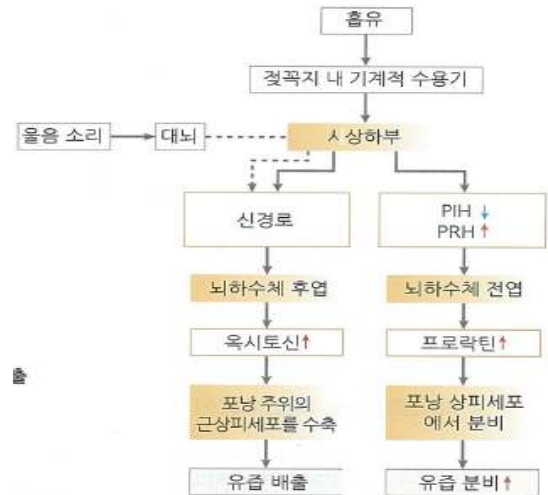 흡유
젖꼭지 내 기계적 수용기
울음 소리
대뇌
시상하부
신경로
PIH ↓
PRH ↑
뇌하수체 후엽
뇌하수체 전엽
옥시토신↑
프로락틴↑
출
포낭 주위의
근상피세포를 수축
포낭 상피세포
에서 분비
유즙 배출
유즙 분비↑